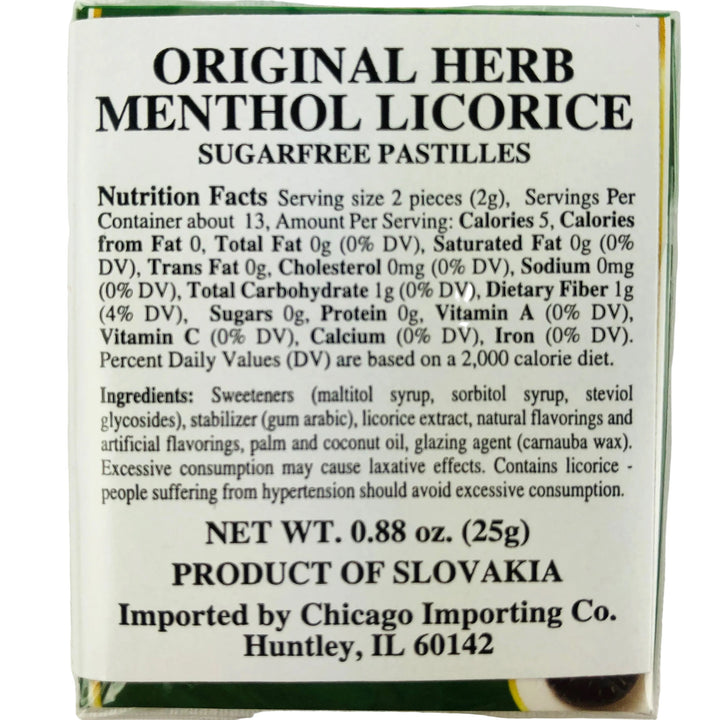 ORIGINAL HERB
MENTHOL LICORICE
SUGARFREE PASTILLES
Nutrition Facts Serving size 2 pieces (2g), Servings Per
Container about 13, Amount Per Serving: Calories 5, Calories
from Fat 0, Total Fat 0g (0% DV), Saturated Fat 0g (0%
DV), Trans Fat 0g, Cholesterol 0mg (0% DV), Sodium 0mg
(0% DV), Total Carbohydrate 1g (0% DV), Dietary Fiber 1g
(4% DV), Sugars 0g, Protein 0g, Vitamin A (0% DV),
Vitamin C (0% DV), Calcium (0% DV), Iron (0% DV).
Percent Daily Values (DV) are based on a 2,000 calorie diet.
Ingredients: Sweeteners (maltitol syrup, sorbitol syrup, steviol
glycosides), stabilizer (gum arabic), licorice extract, natural flavorings and
artificial flavorings, palm and coconut oil, glazing agent (carnauba wax).
Excessive consumption may cause laxative effects. Contains licorice -
people suffering from hypertension should avoid excessive consumption.
NET WT. 0.88 oz. (25g)
PRODUCT OF SLOVAKIA
Imported by Chicago Importing Co.
Huntley, IL 60142